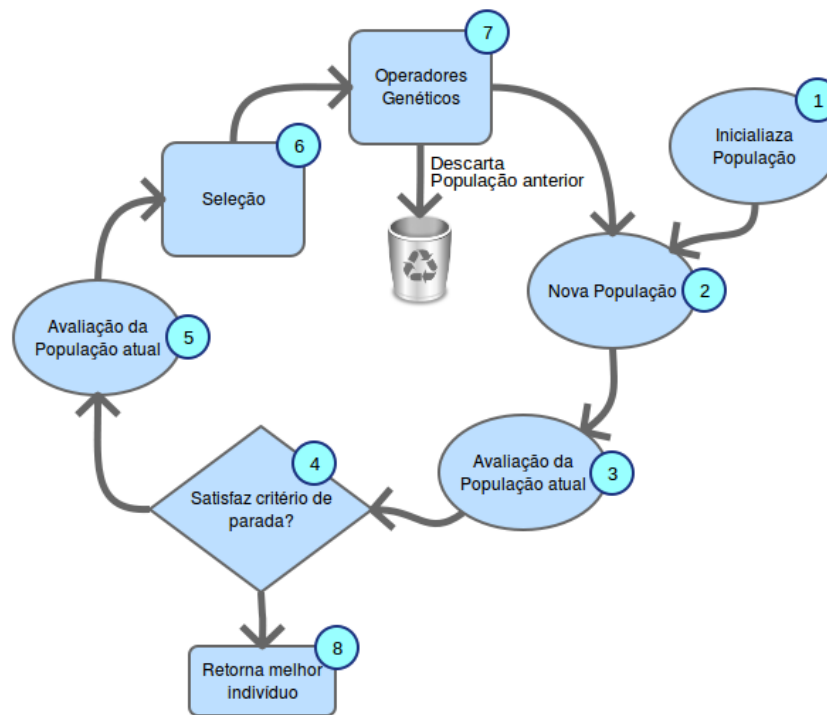 7
Operadores
Genéticos
1
Inicialiaza
População
6
Seleção
Descarta
População anterior
Nova População
2
Avaliação da
População atual
5
4
Satisfaz critério de
parada?
Avaliação da
População atual
3
8
Retorna melhor
indivíduo